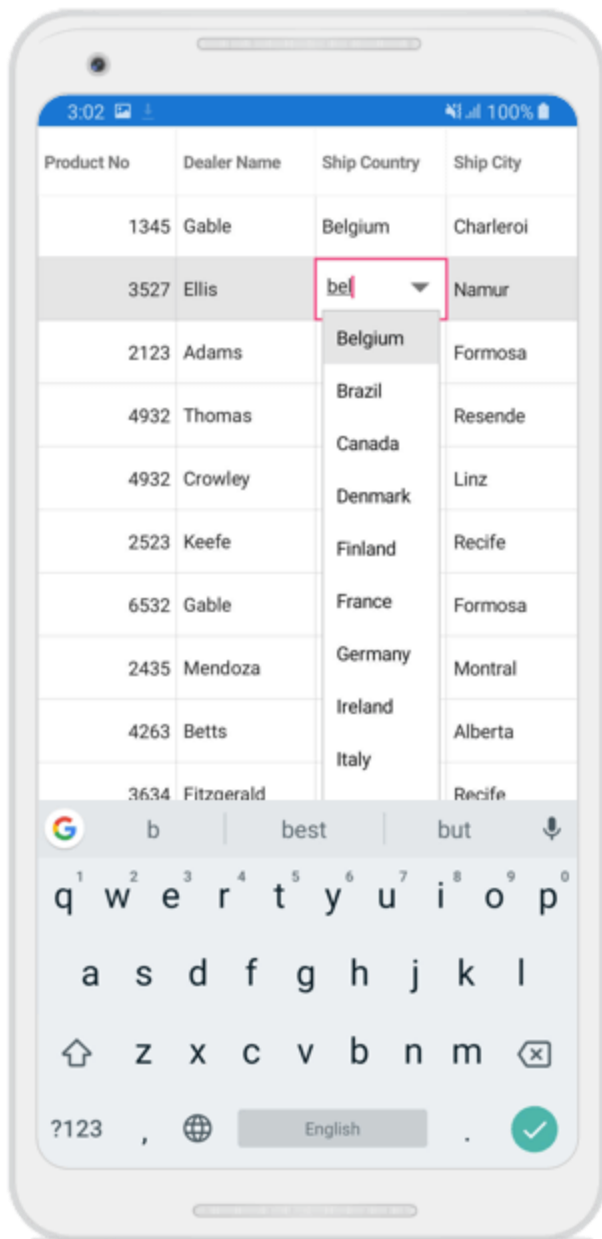 3:02 100%
Product No Dealer Name Ship Country Ship City
1345 Gable Belgium Charleroi
3527 Ellis bel Namur
Belgium
2123 Adams Formosa
Brazil
4932 Thomas Resende
Canada
4932 Crowley Linz
Denmark
2523 Keefe Finland Recife
6532 Gable France Formosa
Germany
2435 Mendoza Montral
Ireland
4263 Betts Alberta
Italy
3634 Fitzgerald Recife
G b best but
1 2 3 4 5 6 7 8 9 0
q w e r t y u i o p
a s d f g h j k l
z x c v b n m
?123 , English .